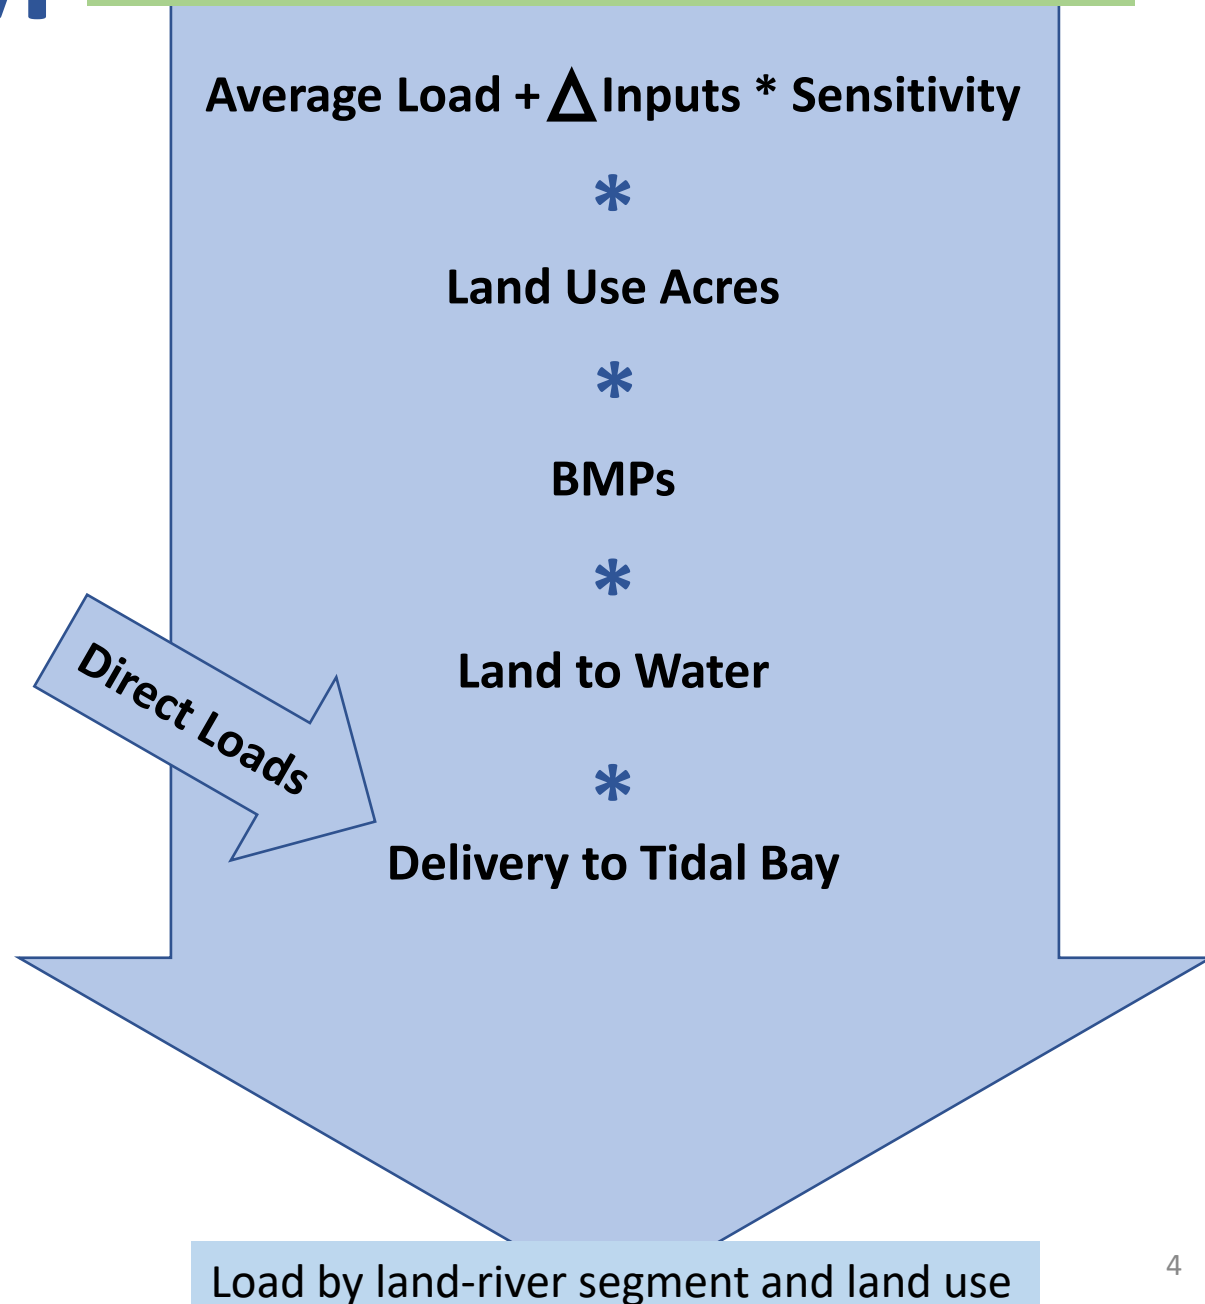 Average Load + Δ Inputs * Sensitivity
*
Land Use Acres
*
BMPs
*
Land to Water
Direct Loads
*
Delivery to Tidal Bay
Load by land-river segment and land use
4